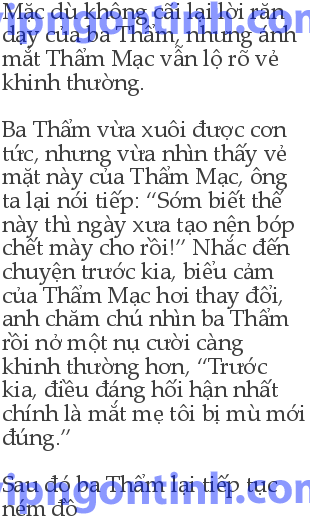 Mặc dù không cãi lại lời răn
dạy của ba Thẩm, nhưng ánh
mắt Thẩm Mạc vẫn lộ rõ vẻ
khinh thường.
Ba Thẩm vừa xuôi được cơn
tức, nhưng vừa nhìn thấy vẻ
mặt này của Thẩm Mạc, ông
ta lại nói tiếp: “Sớm biết thế
này thì ngày xưa tạo nên bóp
chết mày cho rồi!” Nhắc đến
chuyện trước kia, biểu cảm
của Thẩm Mạc hơi thay đổi,
anh chăm chú nhìn ba Thẩm
rồi nở một nụ cười càng
khinh thường hơn, “Trước
kia, điều đáng hối hận nhất
chính là mắt mẹ tôi bị mù mới
đúng.”
Sau đó ba Thẩm lại tiếp tục
ném đồ
vipngontinh.com
vipngontinh.com